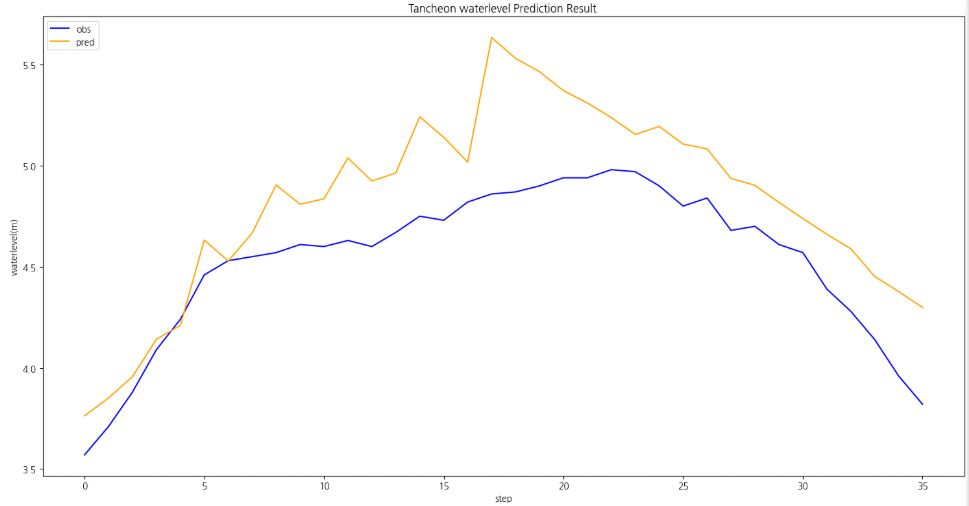 Tancheon waterlevel Prediction Result
obs
pred
waterlevel(m)
5.5
5.0
4.5
4.0
3.5
0 5 10 15 20 25 30 35
step